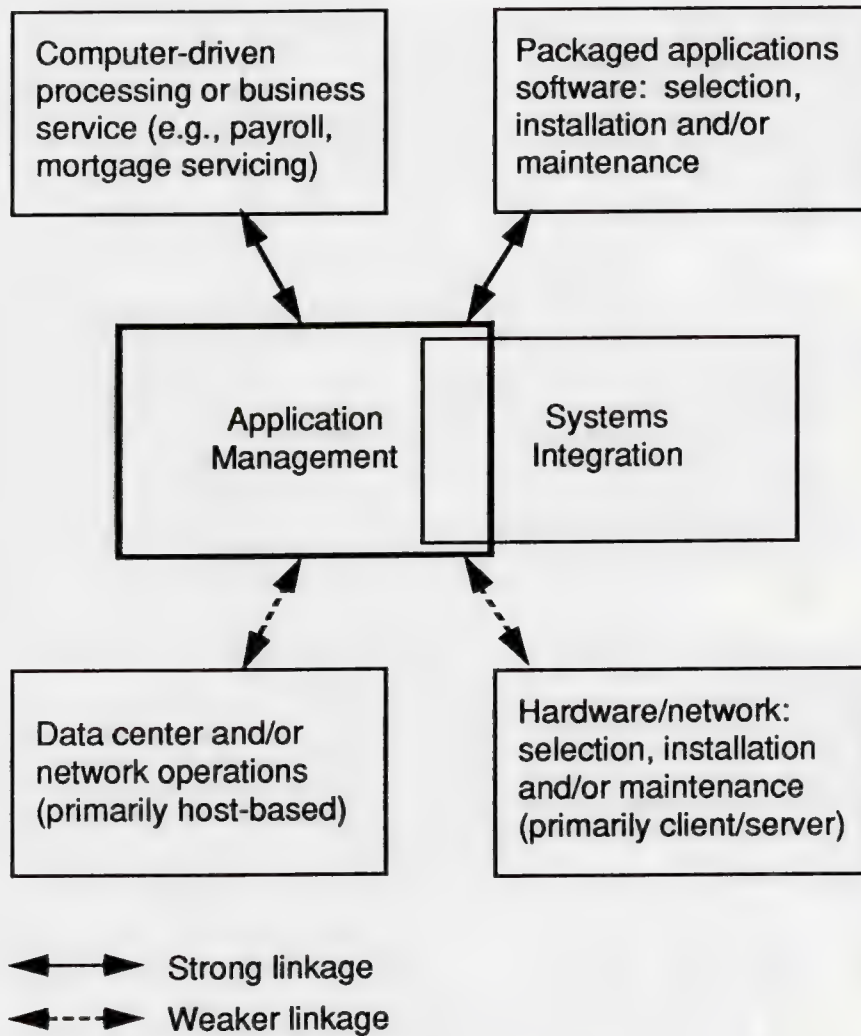 Computer-driven
processing or business
service (e.g., payroll,
mortgage servicing)
Packaged applications
software: selection,
installation and/or
maintenance
Application
Management
Systems
Integration
Data center and/or
network operations
(primarily host-based)
Hardware/network:
selection, installation
and/or maintenance
(primarily client/server)
Strong linkage
Weaker linkage